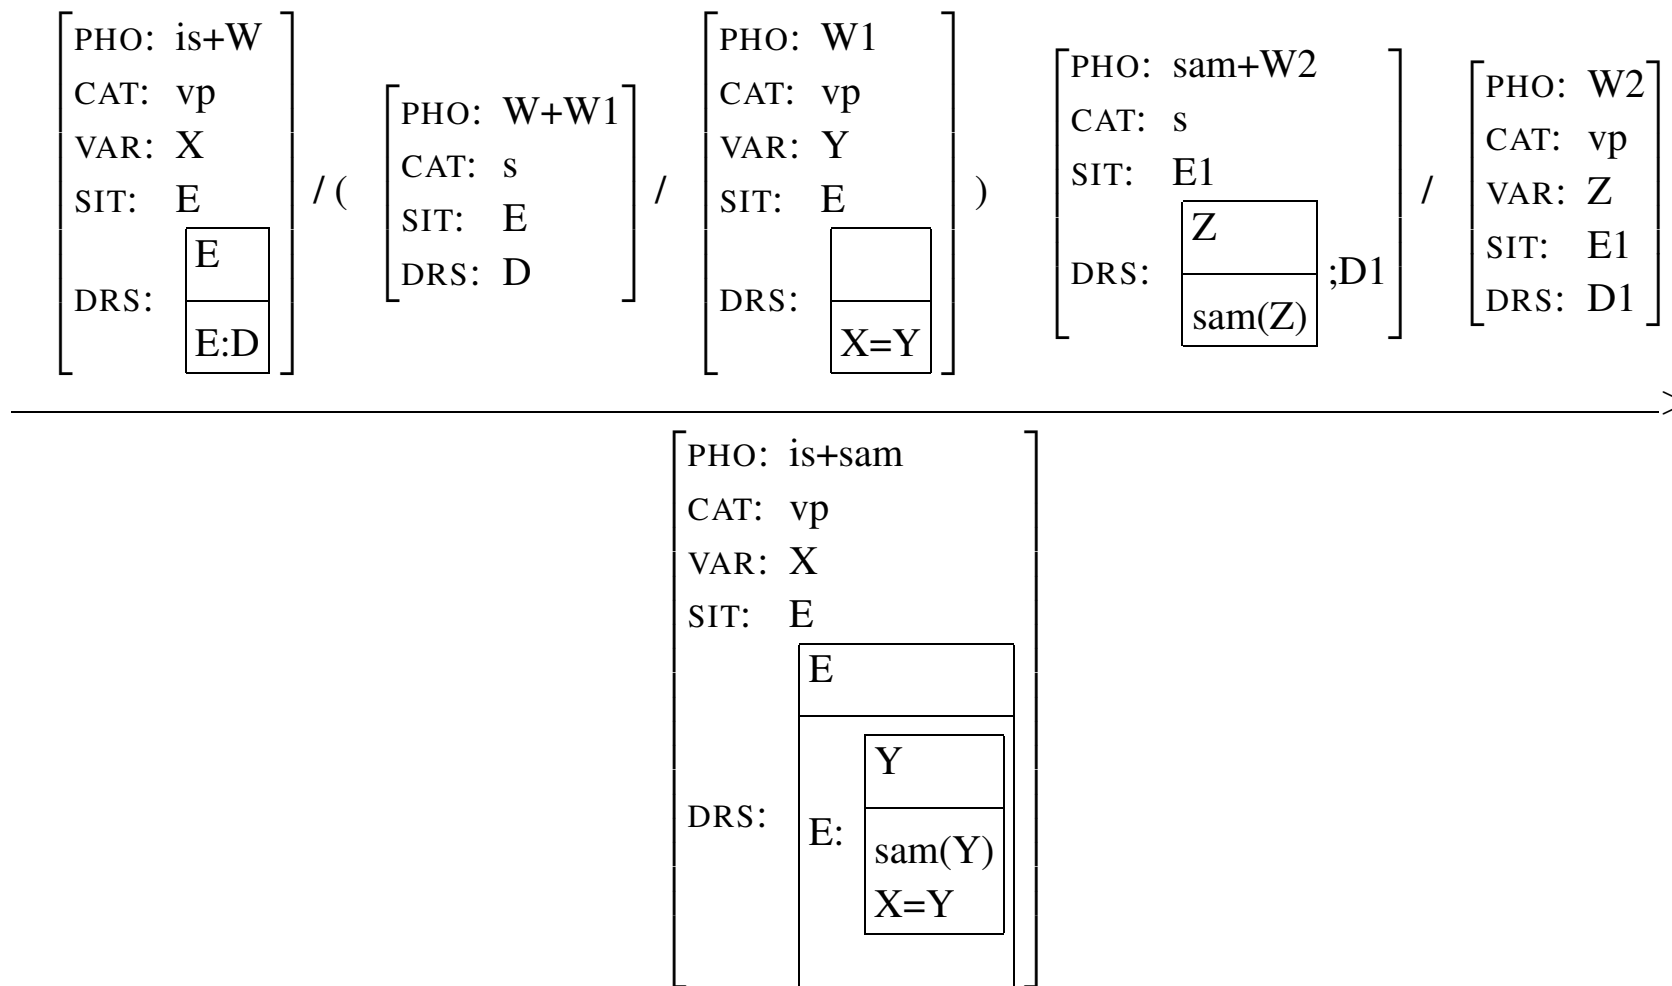 PHO: is+W
CAT: vp
VAR: X
SIT: E
DRS:
E
E:D
/ (
PHO: W+W1
CAT: s
SIT: E
DRS: D
/
PHO: W1
CAT: vp
VAR: Y
SIT: E
DRS:
X=Y
)
PHO: sam+W2
CAT: s
SIT: E1
DRS:
Z
sam(Z)
;D1
/
PHO: W2
CAT: vp
VAR: Z
SIT: E1
DRS: D1
PHO: is+sam
CAT: vp
VAR: X
SIT: E
DRS:
E
E:
Y
sam(Y)
X=Y